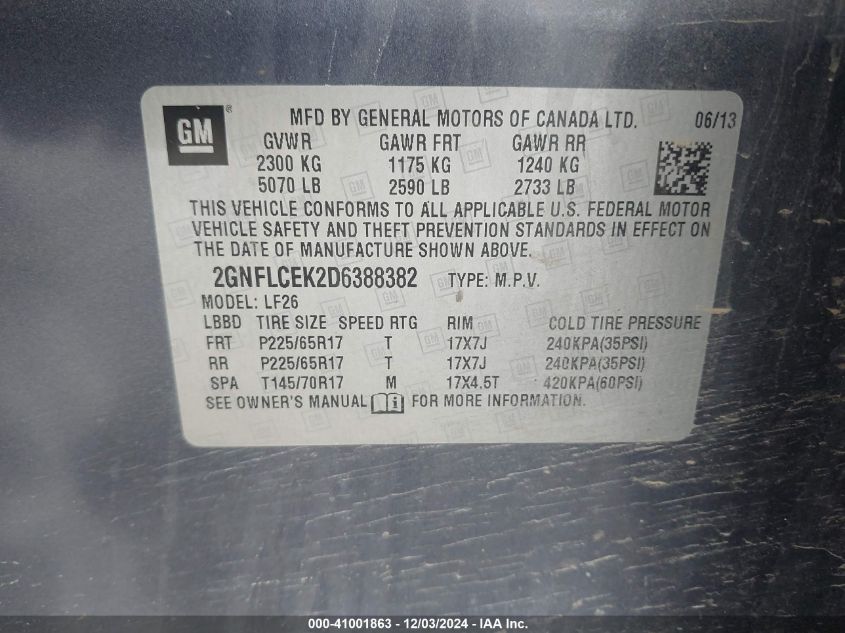 GM ® MFD BY GENERAL MOTORS OF CANADA LTD. 06/13
GVWR GAWR FRT GAWR RR
2300 KG 1175 KG 1240 KG
5070 LB 2590 LB 2733 LB
THIS VEHICLE CONFORMS TO ALL APPLICABLE U.S. FEDERAL MOTOR
VEHICLE SAFETY AND THEFT PREVENTION STANDARDS IN EFFECT ON
THE DATE OF MANUFACTURE SHOWN ABOVE.
2GNFLCEK2D6388382 TYPE: M.P.V.
MODEL: LF26
LBBD TIRE SIZE SPEED RTG RIM COLD TIRE PRESSURE
FRT P225/65R17 T 17X7J 240KPA(35PSI)
RR P225/65R17 T 17X7J 240KPA(35PSI)
SPA T145/70R17 M 17X4.5T 420KPA(60PSI)
SEE OWNER'S MANUAL FOR MORE INFORMATION.
000-41001863 - 12/03/2024 - IAA Inc.